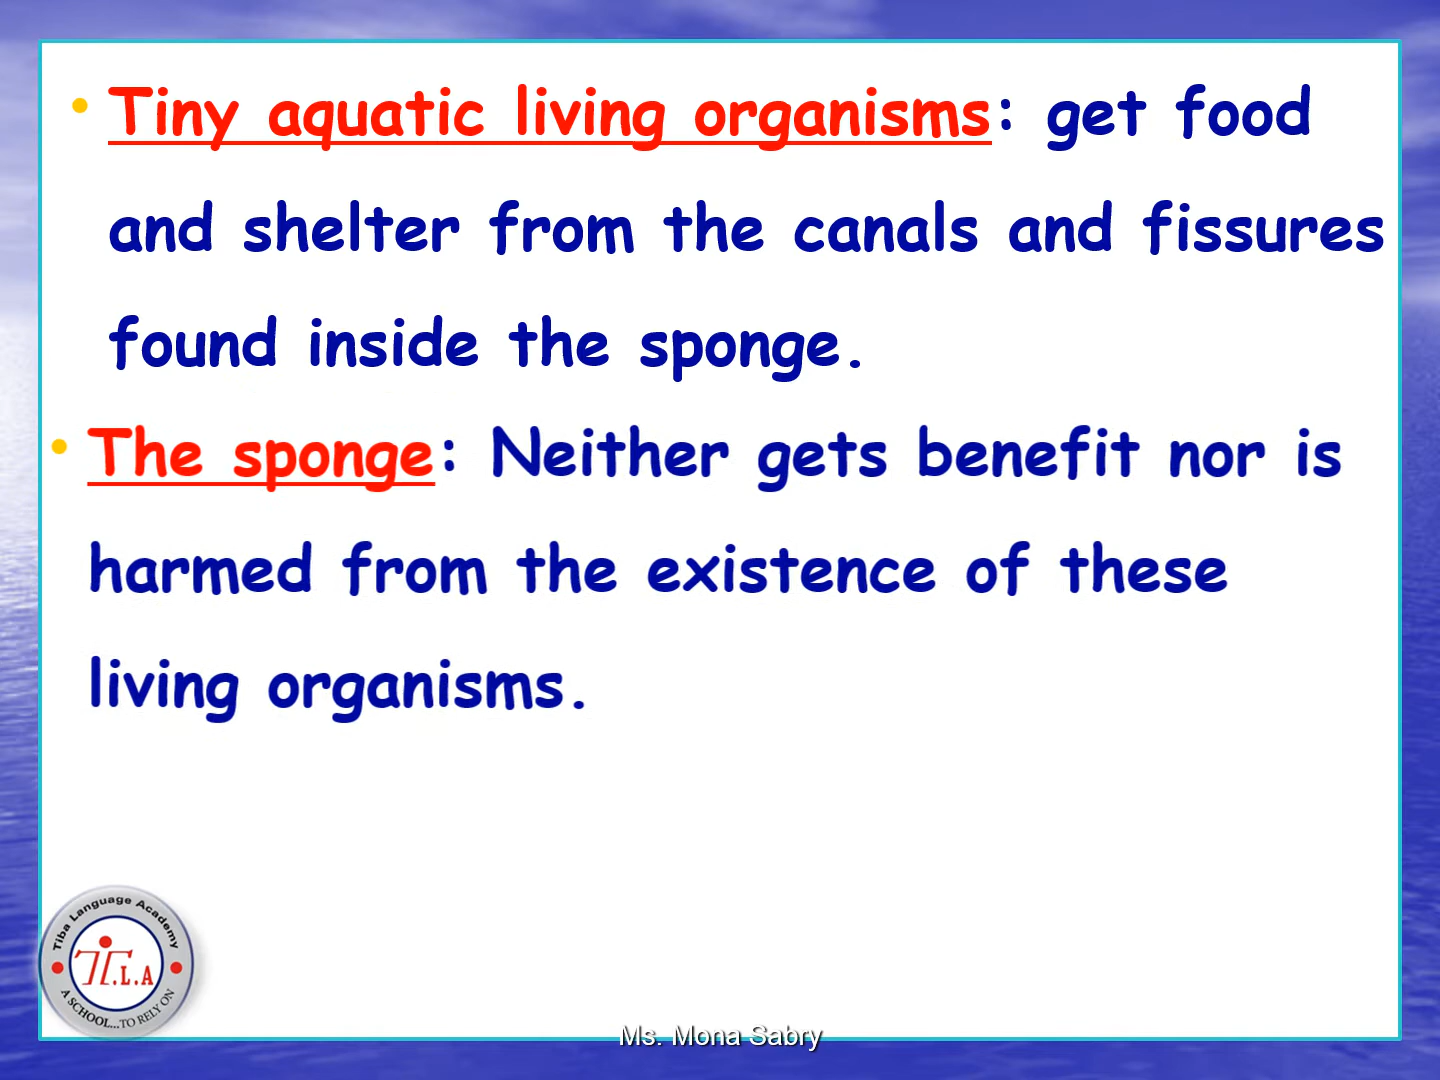 • Tiny aquatic living organisms: get food
and shelter from the canals and fissures
found inside the sponge.
• The sponge: Neither gets benefit nor is
harmed from the existence of these
living organisms.
Tiba Language Academy
T.L.A
A SCHOOL...TO RELY ON
Ms. Mona Sabry